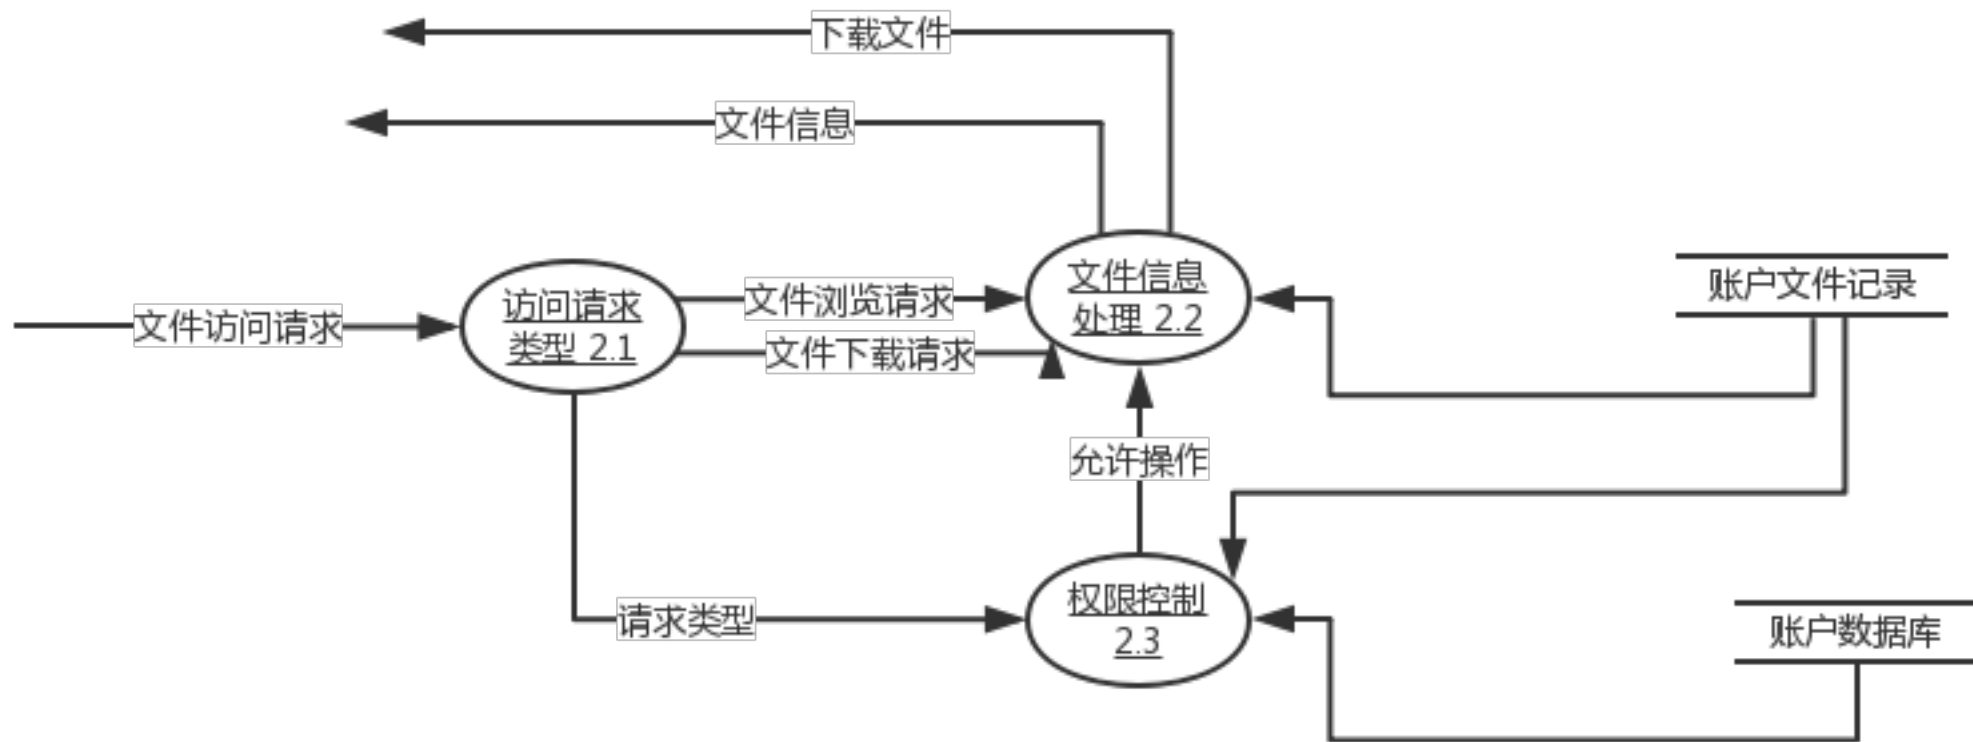 下载文件
文件信息
文件访问请求
访问请求
类型 2.1
文件浏览请求
文件下载请求
文件信息
处理 2.2
账户文件记录
允许操作
请求类型
权限控制
2.3
账户数据库